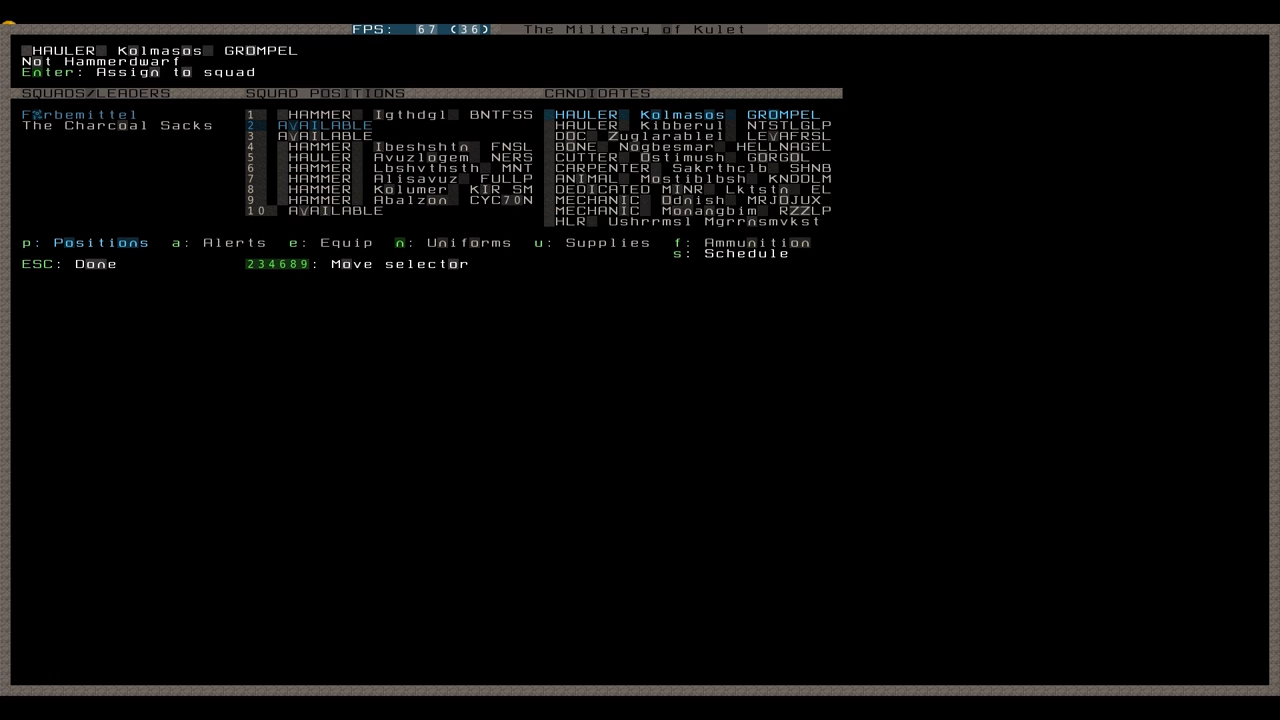 FPS: 67 (36) The Military of Kulet
HAULER Kolmasos GROMPEL
Not Hammerdwarf
Enter: Assign to squad
SQUADS/LEADERS SQUAD POSITIONS CANDIDATES
1 HAMMER Igthdgl BNTFSS HAULER Kolmasos GROMPEL
The Charcoal Sacks 2 AVAILABLE HAULER Kibberul NTSTLGLP
3 AVAILABLE DOC Zuglarablel LEVAFRSL
4 HAMMER Ibeshshtn FNSL BONE Nogbesmar HELLNAGEL
5 HAULER Avuzlogem NERS CUTTER Ostimush GORGOL
6 HAMMER Lbshvthsth MNT CARPENTER Sakrthclb SHNB
7 HAMMER Alisavuz FULLP ANIMAL Mostiblbsh KNDDLM
8 HAMMER Kolumer KIR SM DEDICATED MINR Lktstn EL
9 HAMMER Abalzon CYC70N MECHANIC Odnish MRJOJUX
10 AVAILABLE MECHANIC Monangbim RZZLP
HLR Ushrrmsl Mgrrnsmvkst
p: Positions a: Alerts e: Equip n: Uniforms u: Supplies f: Ammunition
s: Schedule
ESC: Done 234689: Move selector